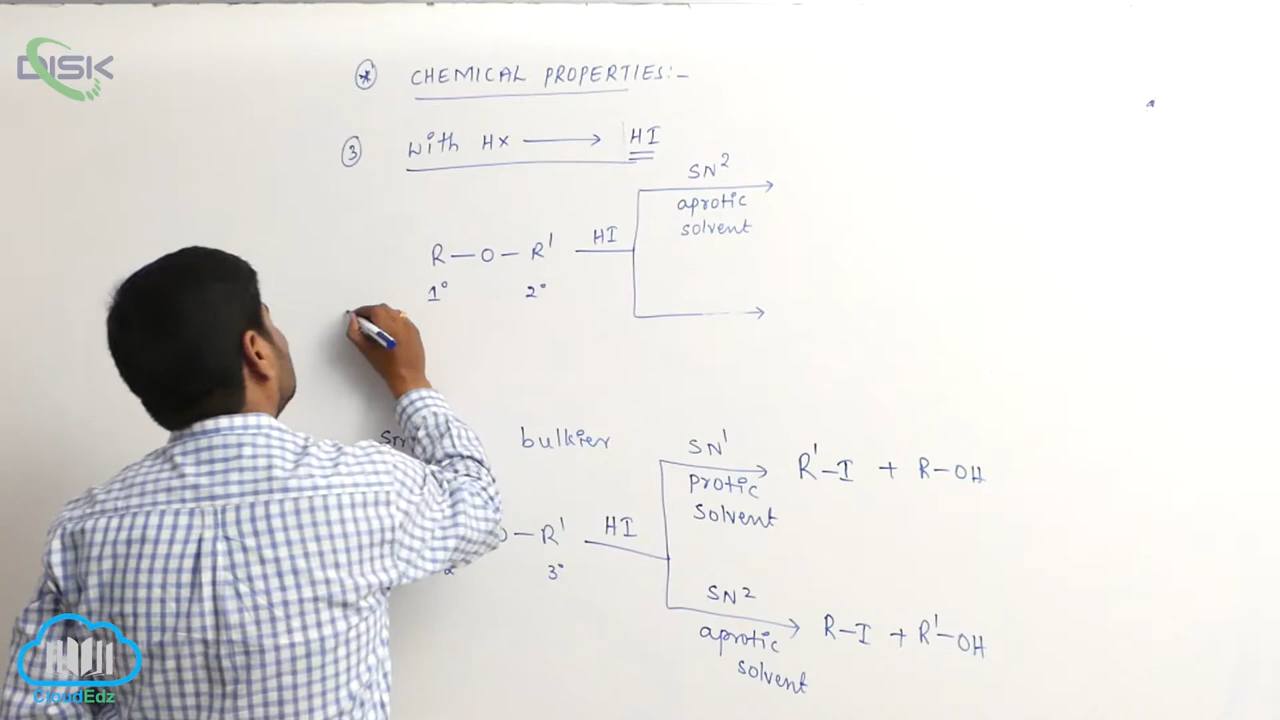 DISK
* CHEMICAL PROPERTIES:-
3 with HX → HI
SN²
aprotic
solvent
R—O—R' HI
1° 2°
bulkier
SN¹
protic
solvent
R'—I + R—OH
—R' HI
3°
SN²
aprotic
solvent
R—I + R'—OH
CloudEdz